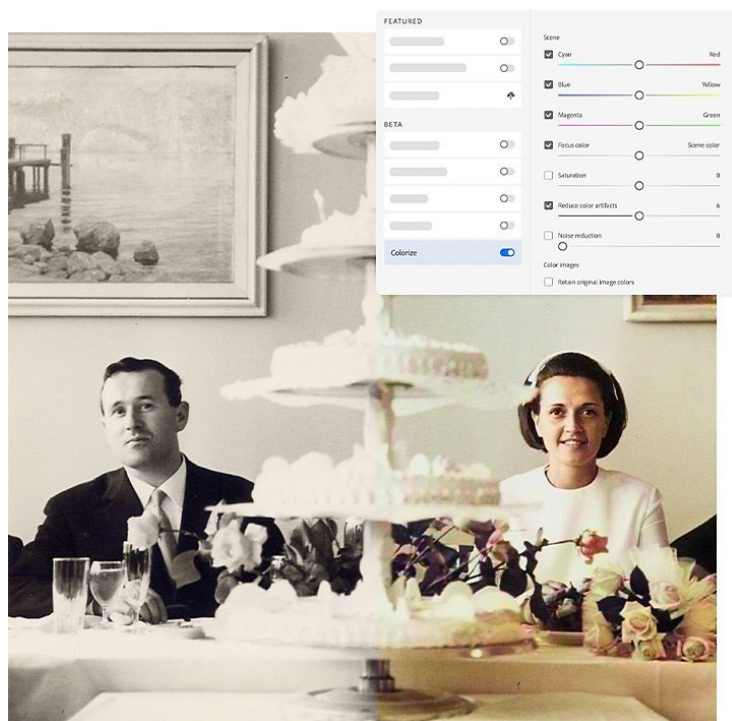 FEATURED
BETA
Colorize
Scene
Cyan Red
Blue Yellow
Magenta Green
Focus color Scene color
Saturation 0
Reduce color artifacts 6
Noise reduction 0
Color images
Retain original image colors